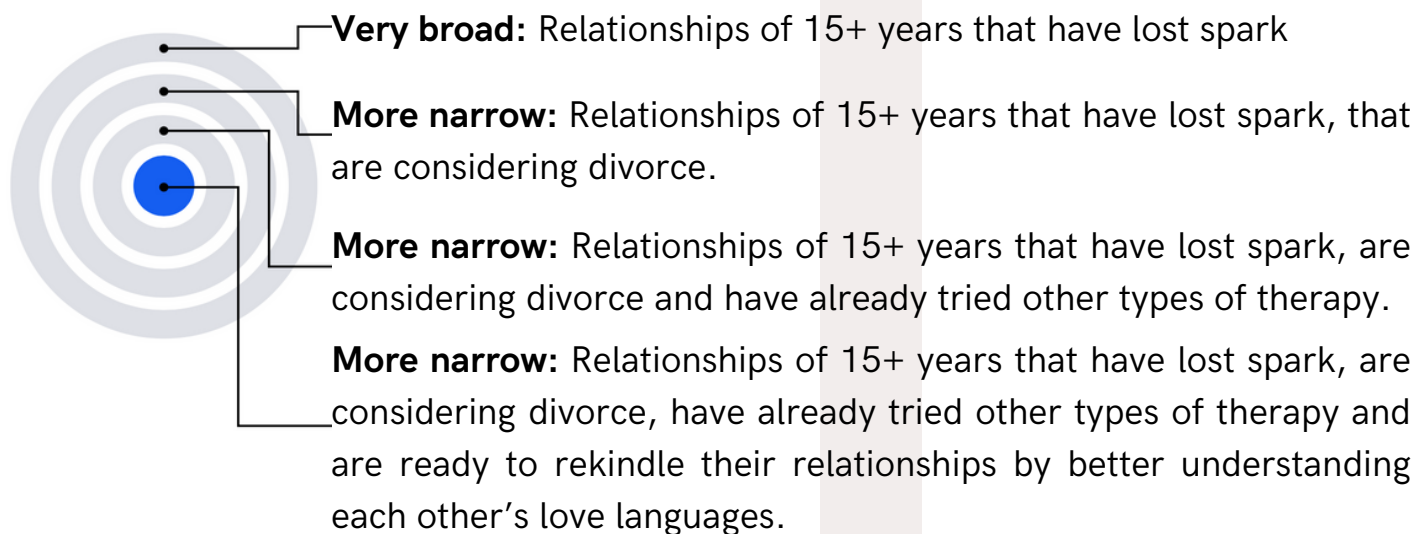 Very broad: Relationships of 15+ years that have lost spark
More narrow: Relationships of 15+ years that have lost spark, that
are considering divorce.
More narrow: Relationships of 15+ years that have lost spark, are
considering divorce and have already tried other types of therapy.
More narrow: Relationships of 15+ years that have lost spark, are
considering divorce, have already tried other types of therapy and
are ready to rekindle their relationships by better understanding
each other’s love languages.